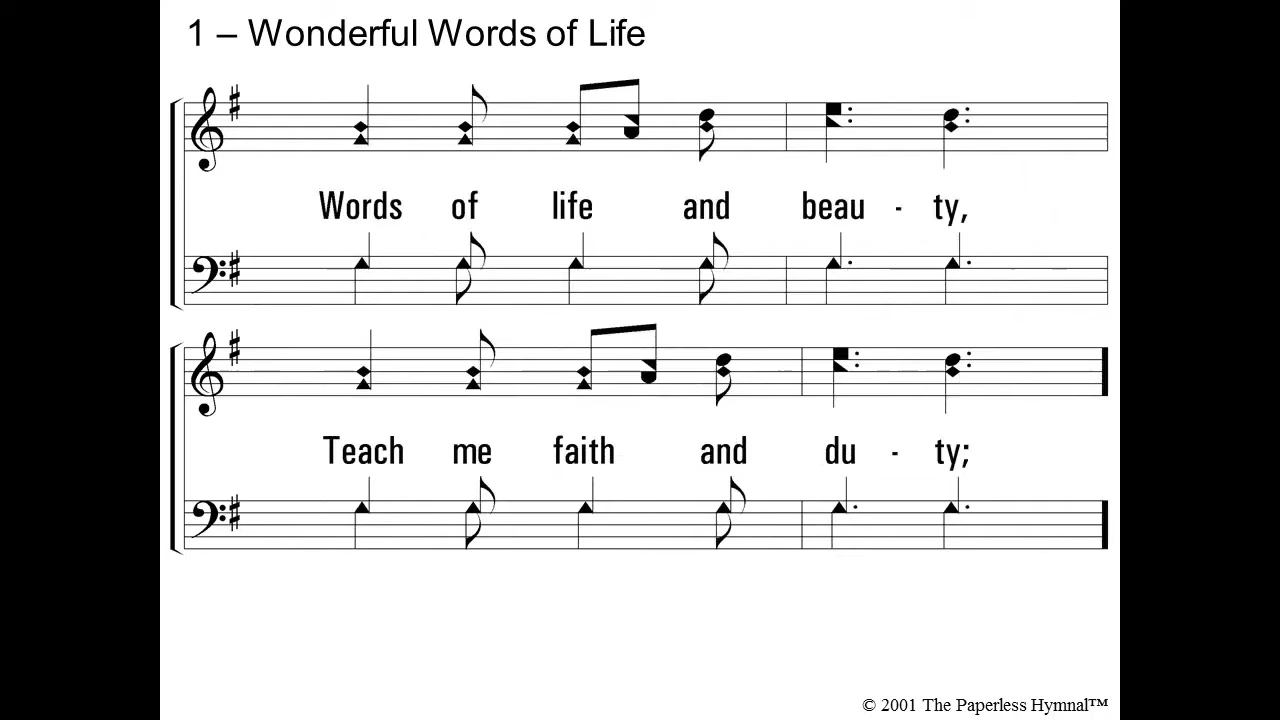 1 – Wonderful Words of Life
Words of life and beau - ty,
Teach me faith and du - ty;
© 2001 The Paperless Hymnal™